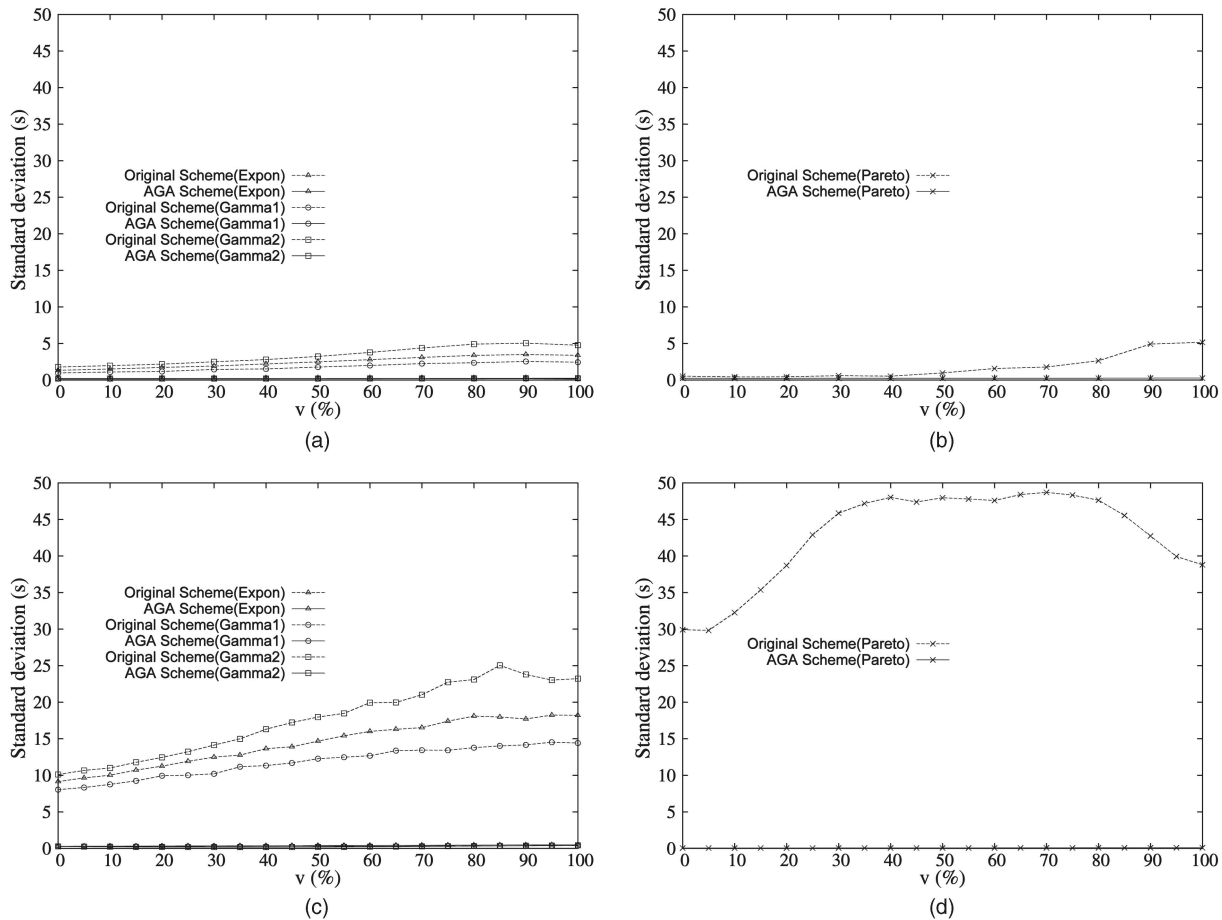 50
45
40
35
30
25
20
15
10
5
0
Standard deviation (s)
Original Scheme(Expon)
AGA Scheme(Expon)
Original Scheme(Gamma1)
AGA Scheme(Gamma1)
Original Scheme(Gamma2)
AGA Scheme(Gamma2)
0 10 20 30 40 50 60 70 80 90 100
v (%)
(a)
50
45
40
35
30
25
20
15
10
5
0
Standard deviation (s)
Original Scheme(Pareto)
AGA Scheme(Pareto)
0 10 20 30 40 50 60 70 80 90 100
v (%)
(b)
50
45
40
35
30
25
20
15
10
5
0
Standard deviation (s)
Original Scheme(Expon)
AGA Scheme(Expon)
Original Scheme(Gamma1)
AGA Scheme(Gamma1)
Original Scheme(Gamma2)
AGA Scheme(Gamma2)
0 10 20 30 40 50 60 70 80 90 100
v (%)
(c)
50
45
40
35
30
25
20
15
10
5
0
Standard deviation (s)
Original Scheme(Pareto)
AGA Scheme(Pareto)
0 10 20 30 40 50 60 70 80 90 100
v (%)
(d)